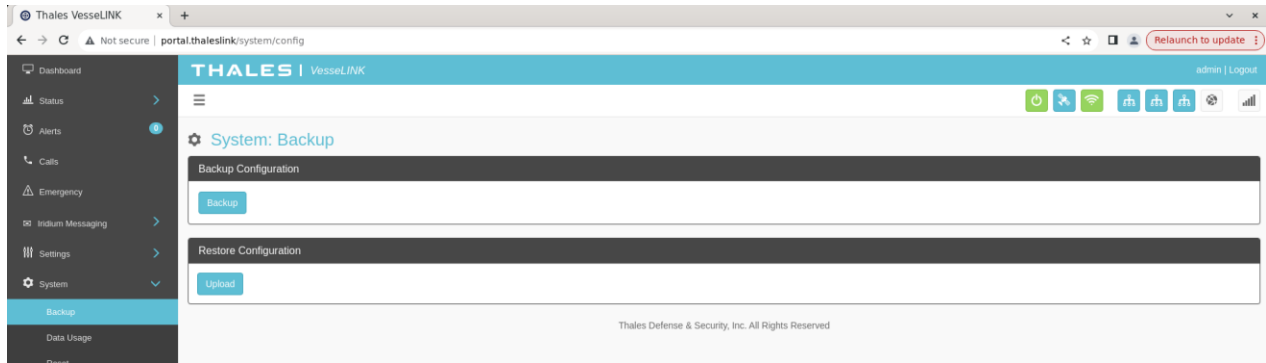 Thales VesseLINK
Not secure | portal.thaleslink/system/config
Relaunch to update
Dashboard
THALES | VesseLINK
admin | Logout
Status
Alerts
0
Calls
Emergency
Iridium Messaging
Settings
System
Backup
Data Usage
Reset
System: Backup
Backup Configuration
Backup
Restore Configuration
Upload
Thales Defense & Security, Inc. All Rights Reserved